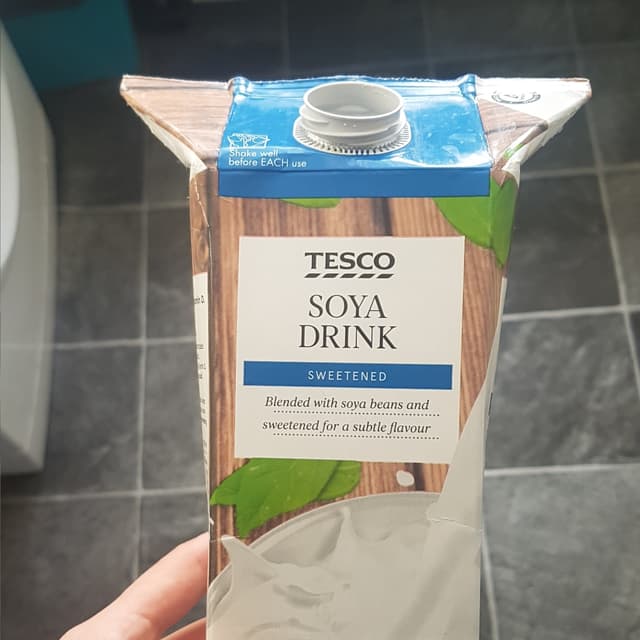 Shake well
before EACH use
TESCO
SOYA
DRINK
SWEETENED
Blended with soya beans and
sweetened for a subtle flavour